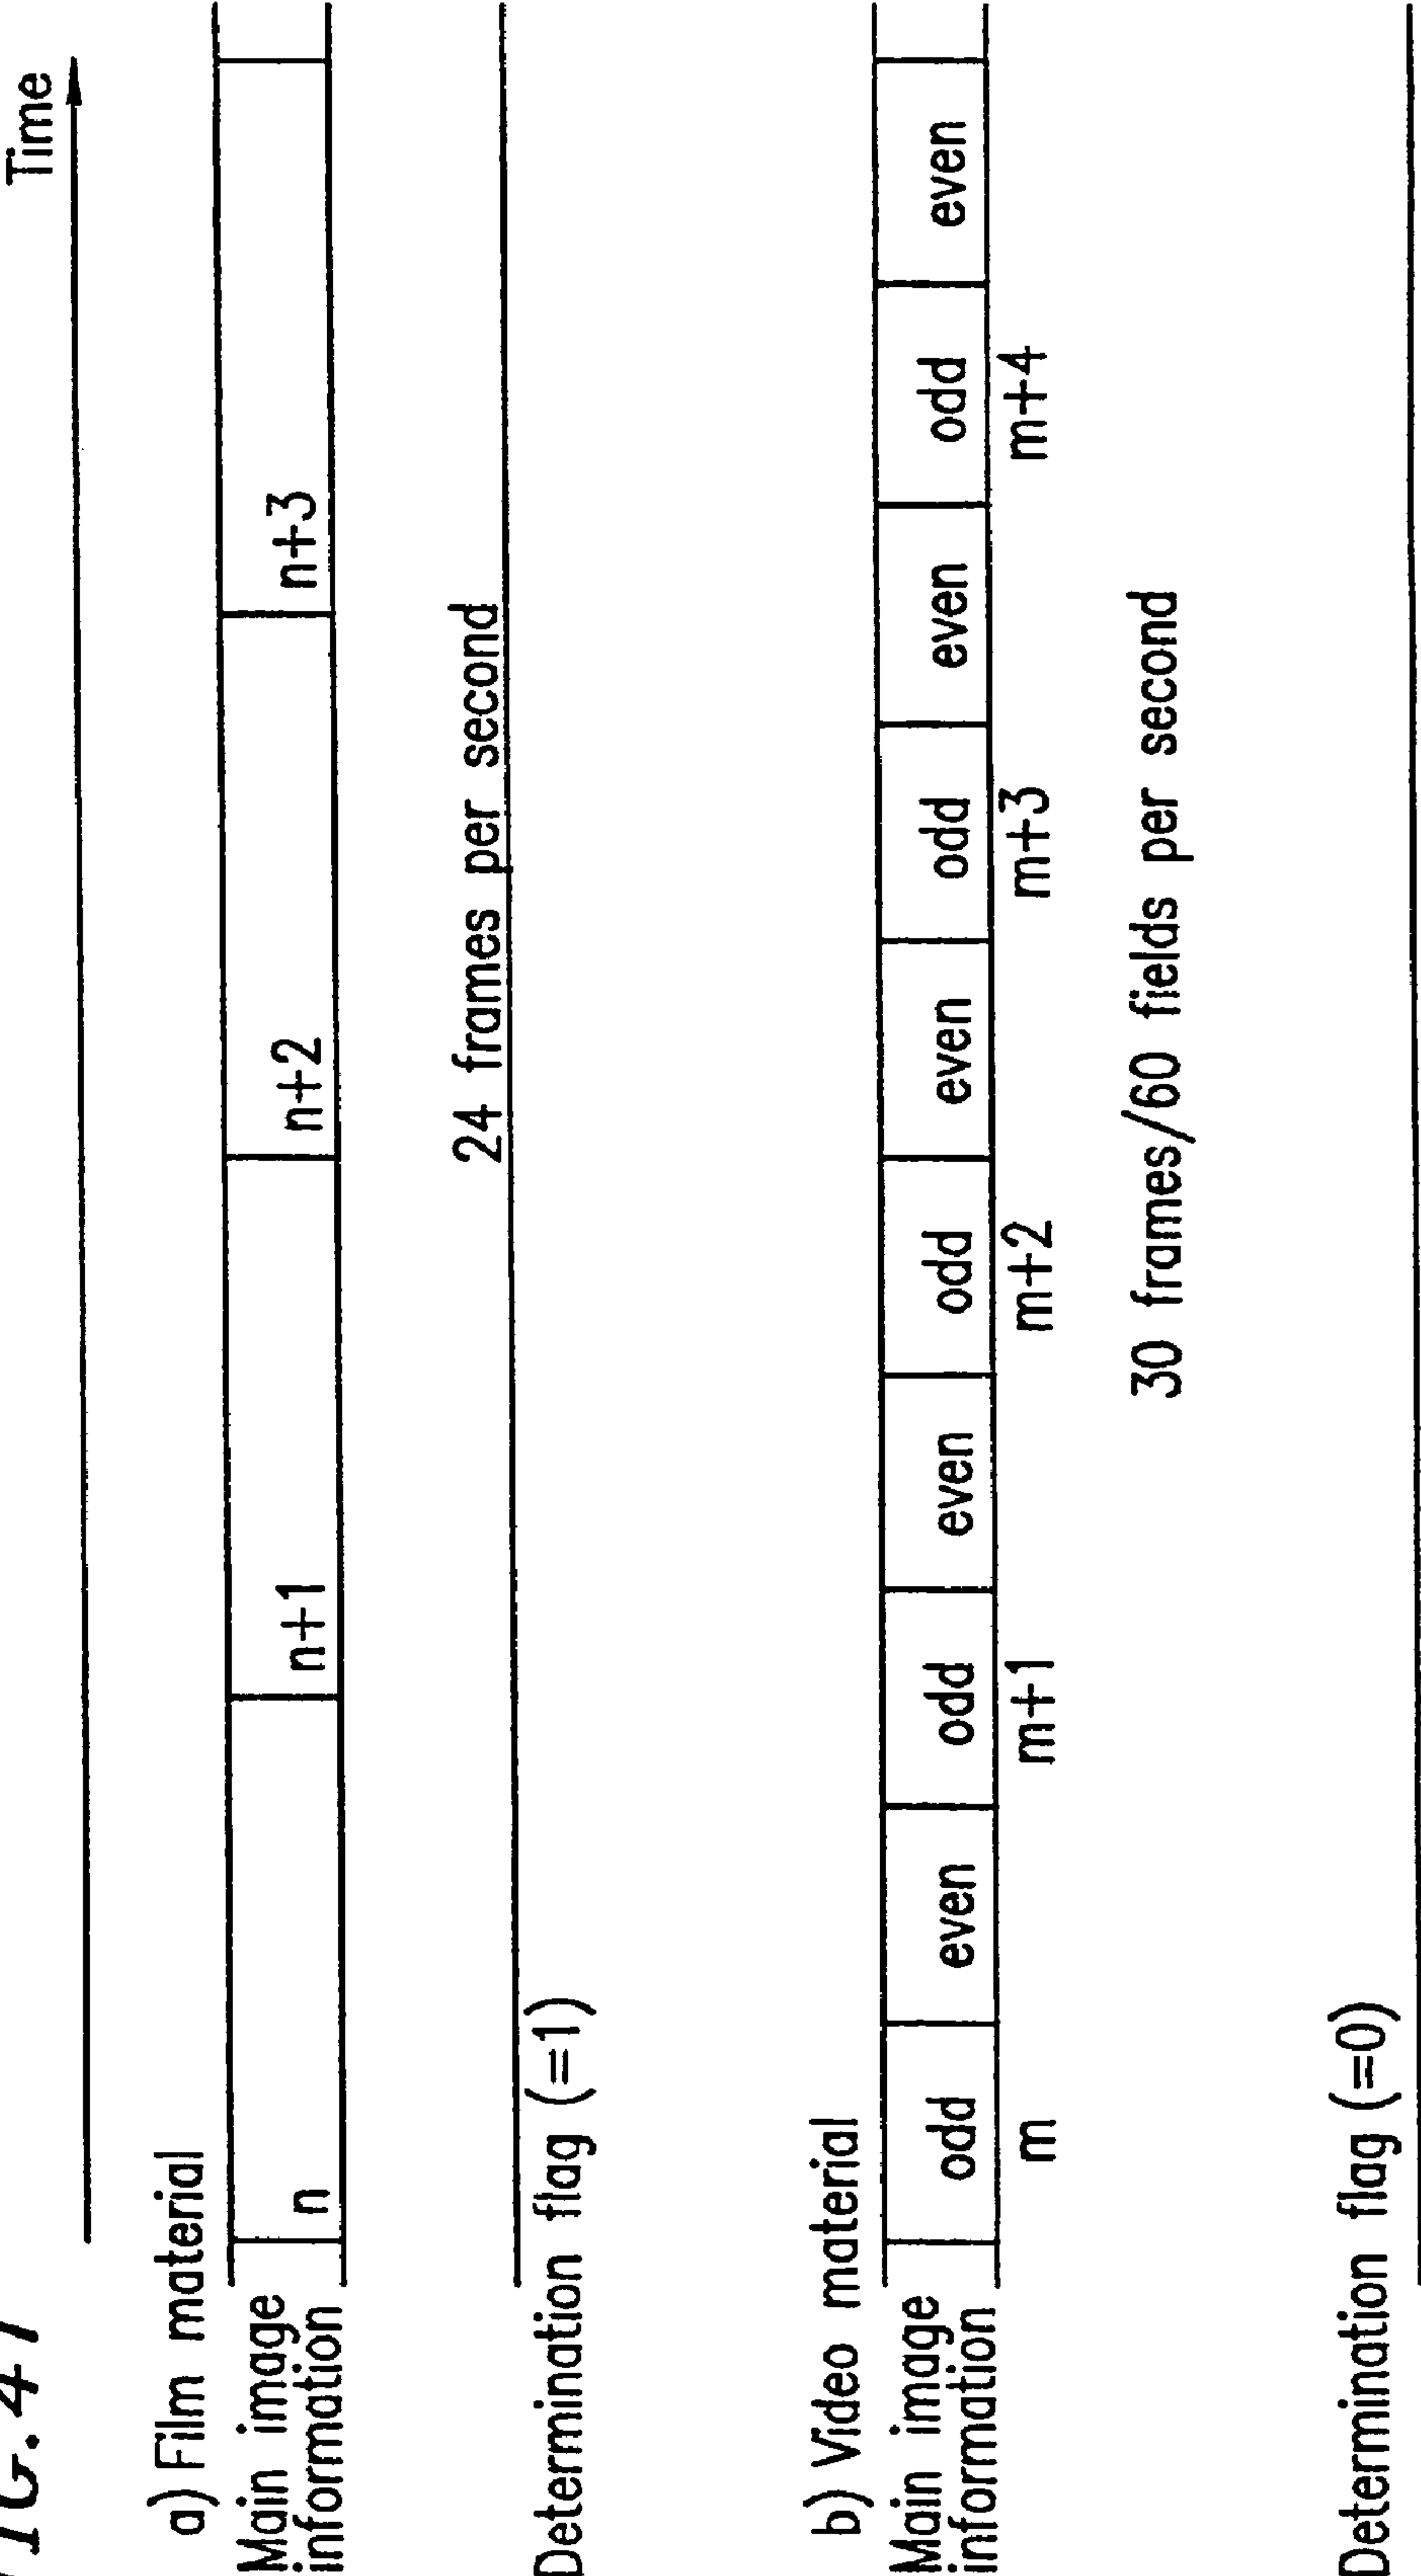 FIG. 41
Time
a) Film material
Main image
information
n
n+1
n+2
n+3
24 frames per second
Determination flag (=1)
b) Video material
Main image
information
odd
even
odd
even
odd
even
odd
even
odd
even
m
m+1
m+2
m+3
m+4
30 frames/60 fields per second
Determination flag (=0)